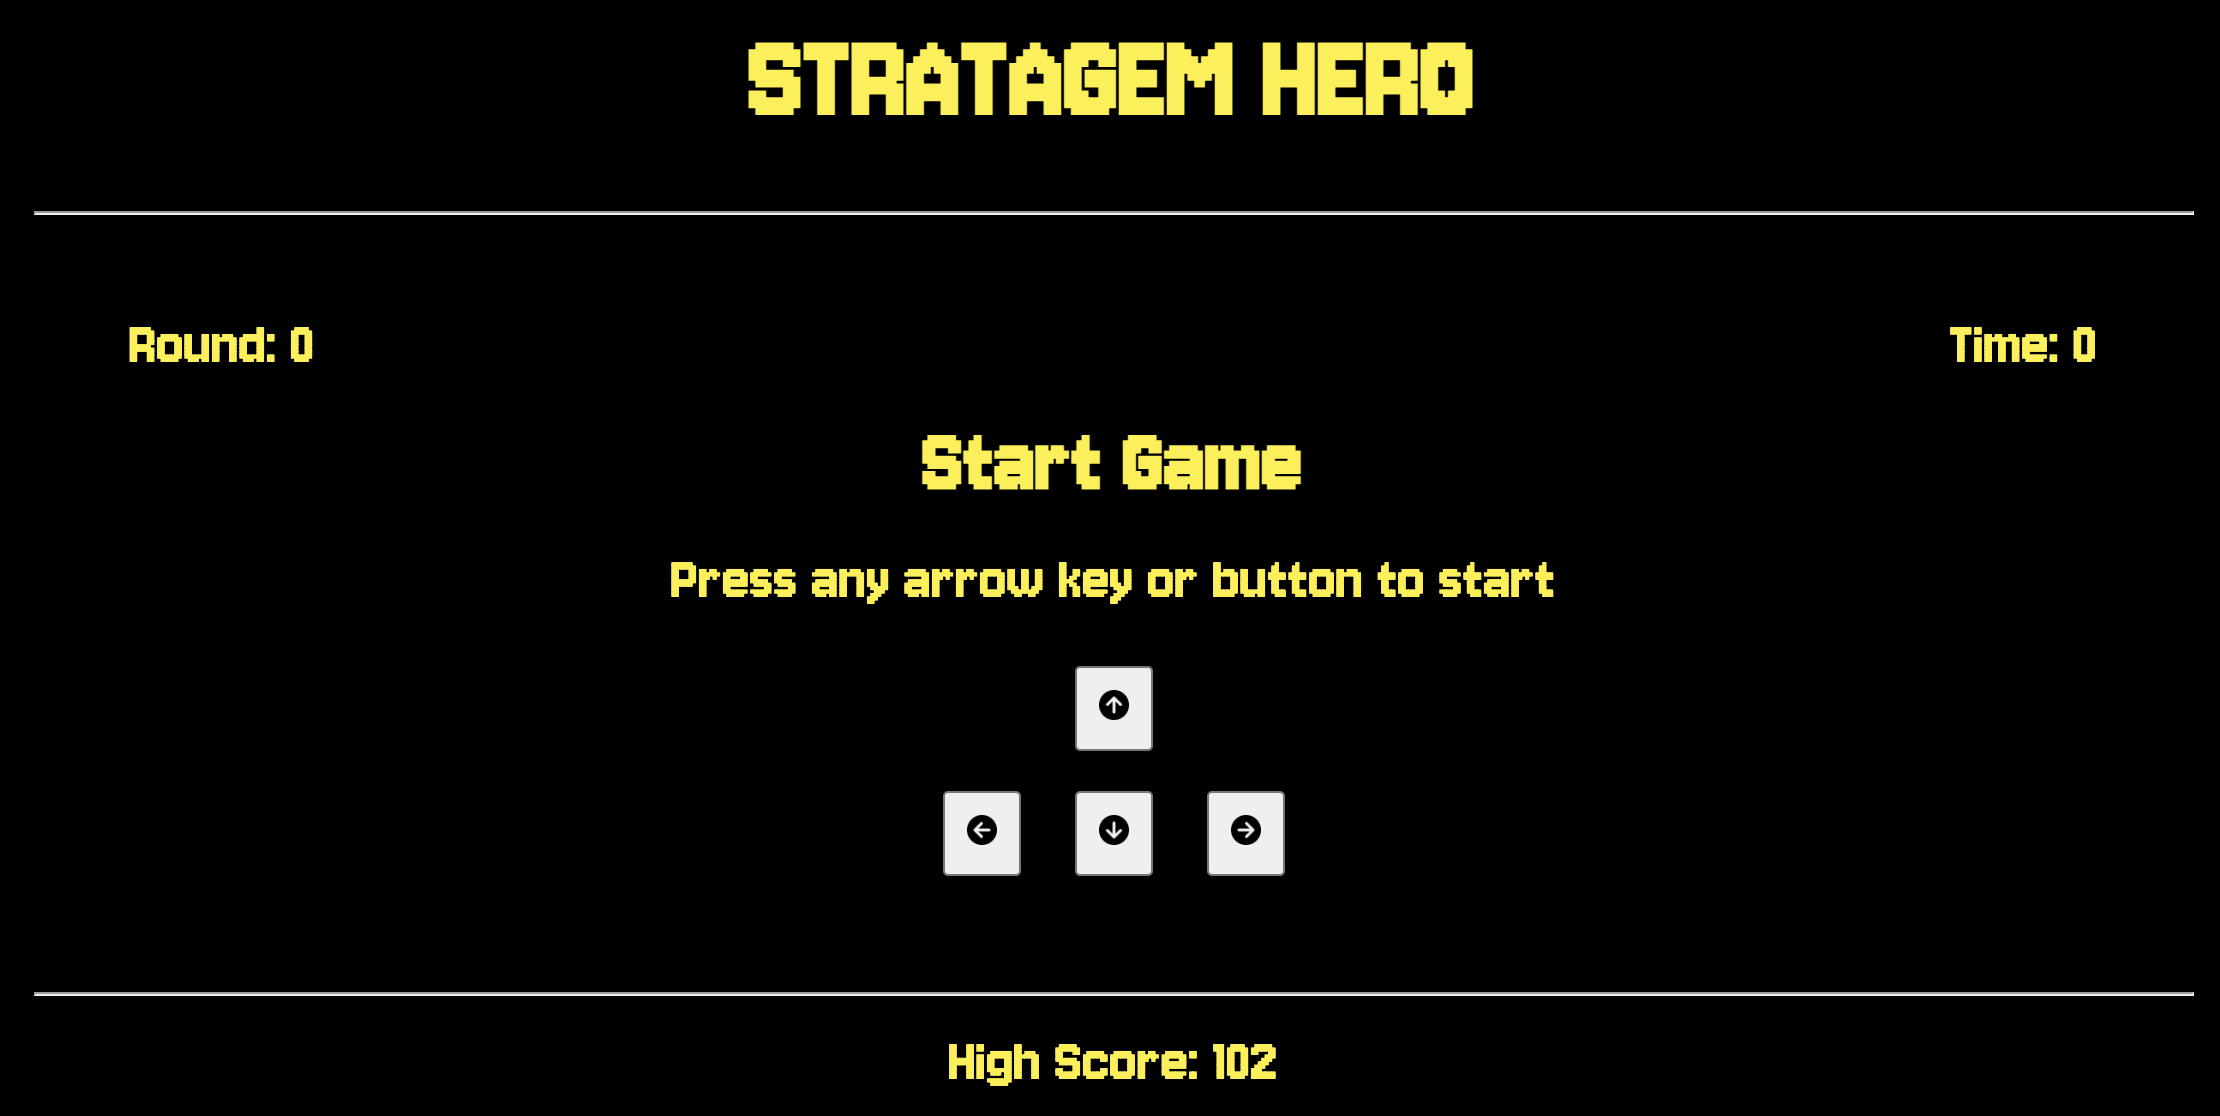 STRATAGEM HERO
Round: 0
Time: 0
Start Game
Press any arrow key or button to start
High Score: 102